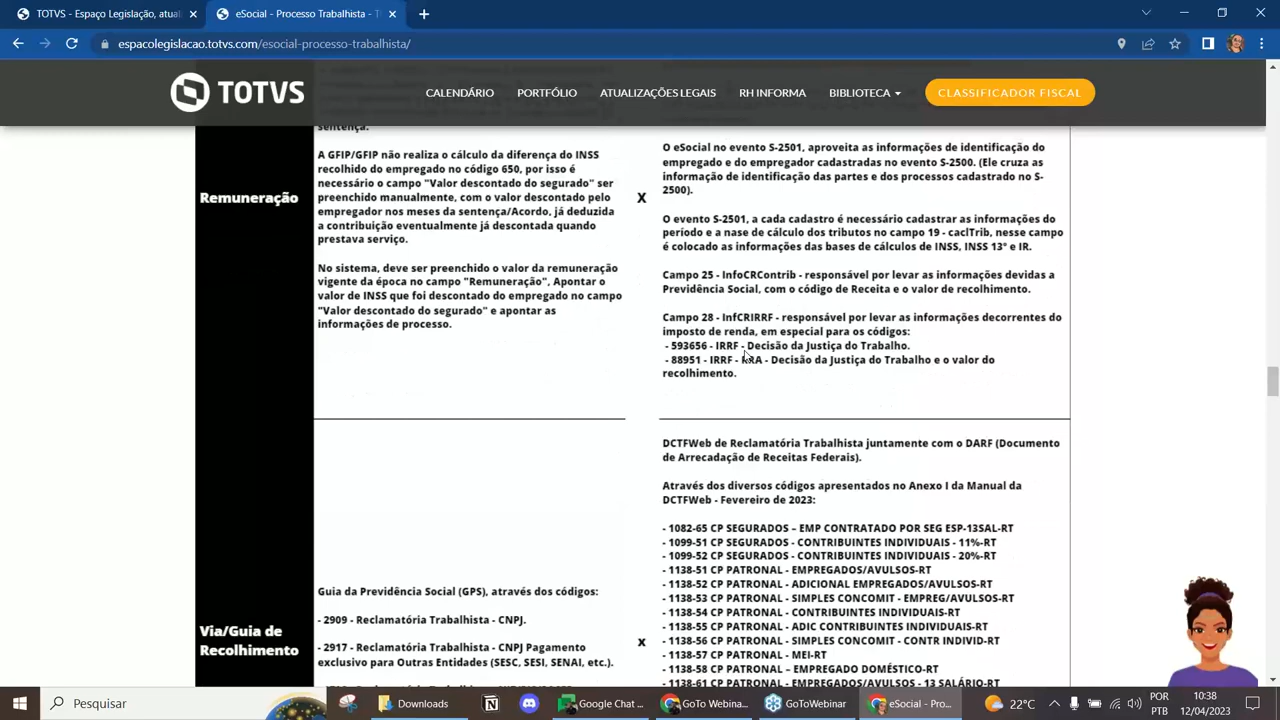 Espaço Legislação, atual
eSocial - Processo Trabalhista - T
espacolegislacao.totvs.com/esocial-processo-trabalhista/
TOTVS
CALENDÁRIO
PORTFÓLIO
ATUALIZAÇÕES LEGAIS
RH INFORMA
BIBLIOTECA
CLASSIFICADOR FISCAL
sentença.
Remuneração
A GFIP/GFIP não realiza o cálculo da diferença do INSS
recolhido do empregado no código 650, por isso é
necessário o campo "Valor descontado do segurado" ser
preenchido manualmente, com o valor descontado pelo
empregador nos meses da sentença/Acordo, já deduzida
a contribuição eventualmente já descontada quando
prestava serviço.
No sistema, deve ser preenchido o valor da remuneração
vigente da época no campo "Remuneração", Apontar o
valor de INSS que foi descontado do empregado no campo
"Valor descontado do segurado" e apontar as
informações de processo.
X
O eSocial no evento S-2501, aproveita as informações de identificação do
empregado e do empregador cadastradas no evento S-2500. (Ele cruza as
informação de identificação das partes e dos processos cadastrado no S-
2500).
O evento S-2501, a cada cadastro é necessário cadastrar as informações do
período e a nase de cálculo dos tributos no campo 19 - caclTrib, nesse campo
é colocado as informações das bases de cálculos de INSS, INSS 13º e IR.
Campo 25 - InfoCRContrib - responsável por levar as informações devidas a
Previdência Social, com o código de Receita e o valor de recolhimento.
Campo 28 - InfCRIRRF - responsável por levar as informações decorrentes do
imposto de renda, em especial para os códigos:
- 593656 - IRRF - Decisão da Justiça do Trabalho.
- 88951 - IRRF - RRA - Decisão da Justiça do Trabalho e o valor do
recolhimento.
Via/Guia de
Recolhimento
Guia da Previdência Social (GPS), através dos códigos:
- 2909 - Reclamatória Trabalhista - CNPJ.
- 2917 - Reclamatória Trabalhista - CNPJ Pagamento
exclusivo para Outras Entidades (SESC, SESI, SENAI, etc.).
x
DCTFWeb de Reclamatória Trabalhista juntamente com o DARF (Documento
de Arrecadação de Receitas Federais).
Através dos diversos códigos apresentados no Anexo I da Manual da
DCTFWeb - Fevereiro de 2023:
- 1082-65 CP SEGURADOS – EMP CONTRATADO POR SEG ESP-13SAL-RT
- 1099-51 CP SEGURADOS - CONTRIBUINTES INDIVIDUAIS - 11%-RT
- 1099-52 CP SEGURADOS - CONTRIBUINTES INDIVIDUAIS - 20%-RT
- 1138-51 CP PATRONAL - EMPREGADOS/AVULSOS-RT
- 1138-52 CP PATRONAL - ADICIONAL EMPREGADOS/AVULSOS-RT
- 1138-53 CP PATRONAL - SIMPLES CONCOMIT - EMPREG/AVULSOS-RT
- 1138-54 CP PATRONAL - CONTRIBUINTES INDIVIDUAIS-RT
- 1138-55 CP PATRONAL - ADIC CONTRIBUINTES INDIVIDUAIS-RT
- 1138-56 CP PATRONAL - SIMPLES CONCOMIT - CONTR INDIVID-RT
- 1138-57 CP PATRONAL - MEI-RT
- 1138-58 CP PATRONAL – EMPREGADO DOMÉSTICO-RT
- 1138-61 CP PATRONAL - EMPREGADOS/AVULSOS - 13 SALÁRIO-RT
Pesquisar
Downloads
Google Chat ...
GoTo Webina...
GoToWebinar
eSocial - Pro...
22°C
POR
PTB
10:38
12/04/2023